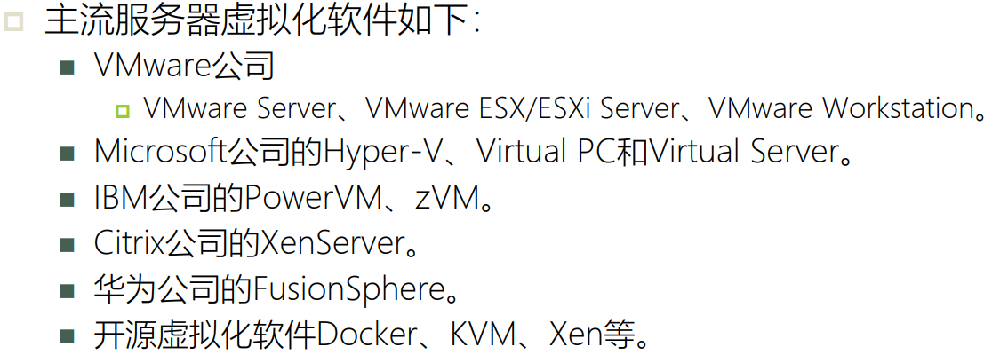 主流服务器虚拟化软件如下：
VMware公司
VMware Server、VMware ESX/ESXi Server、VMware Workstation。
Microsoft公司的Hyper-V、Virtual PC和Virtual Server。
IBM公司的PowerVM、zVM。
Citrix公司的XenServer。
华为公司的FusionSphere。
开源虚拟化软件Docker、KVM、Xen等。